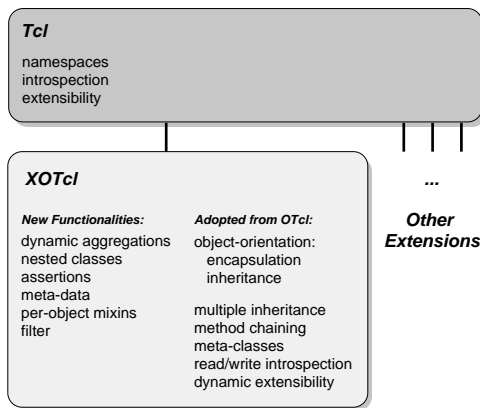 Tcl
namespaces
introspection
extensibility
XOTcl
New Functionalities:
dynamic aggregations
nested classes
assertions
meta-data
per-object mixins
filter
Adopted from OTcl:
object-orientation:
encapsulation
inheritance
multiple inheritance
method chaining
meta-classes
read/write introspection
dynamic extensibility
...
Other
Extensions